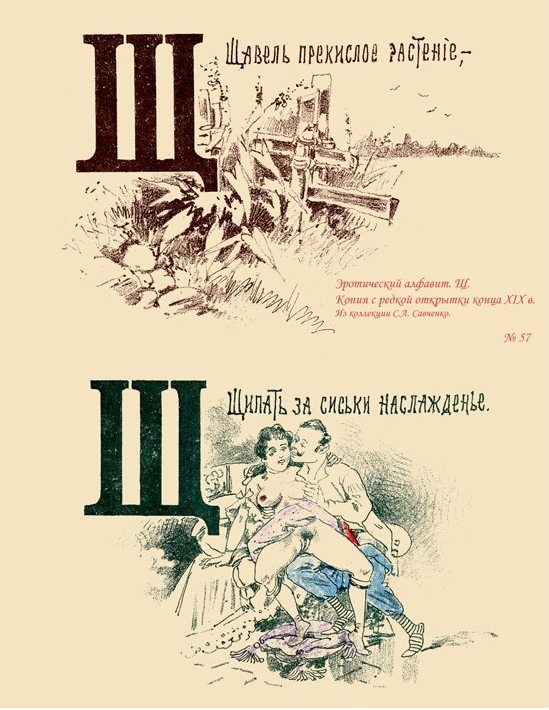 Щ
Щавель прекислое растеніе,–
Эротический алфавит. Щ.
Копия с редкой открытки конца XIX в.
Из коллекции С.А. Савченко.
№ 57
Щ
Щипать за сиськи наслажденье.